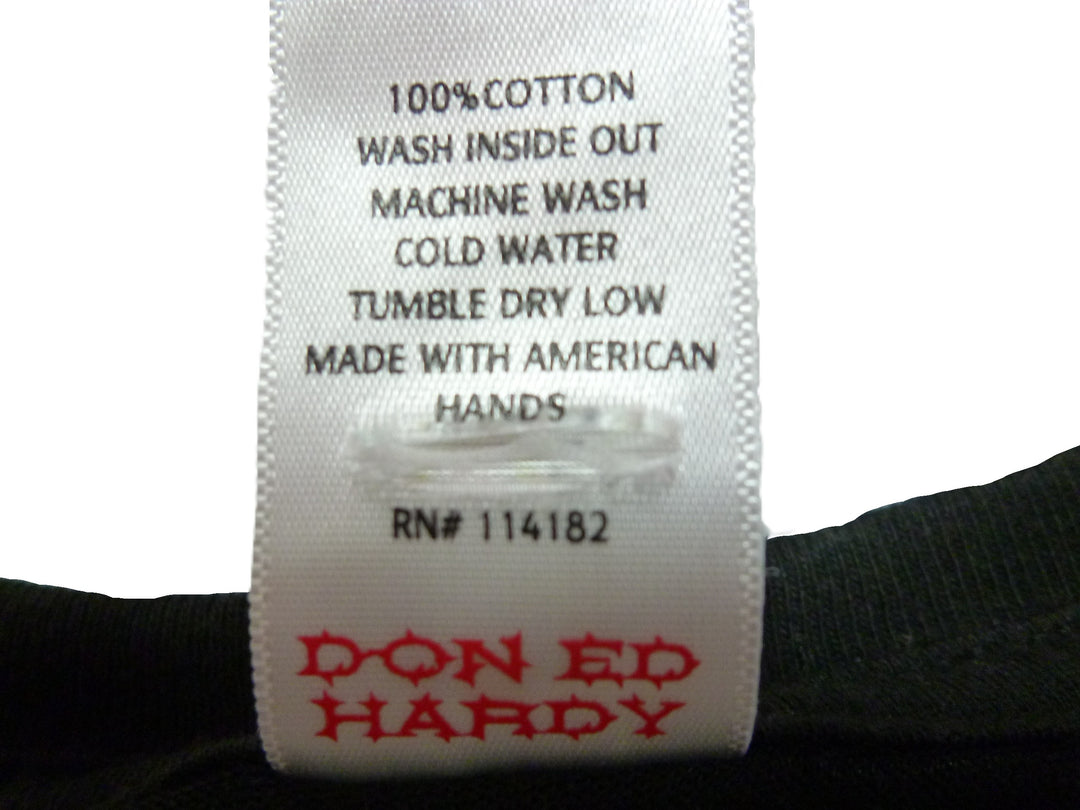 100%COTTON
WASH INSIDE OUT
MACHINE WASH
COLD WATER
TUMBLE DRY LOW
MADE WITH AMERICAN
HANDS
RN# 114182
DON ED
HARDY